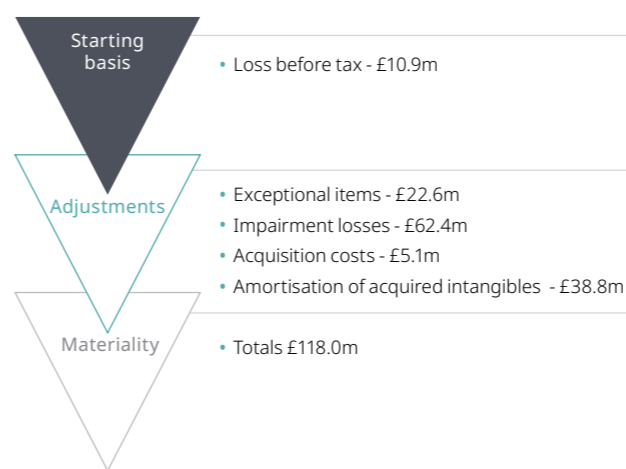 Starting
basis
• Loss before tax - £10.9m
Adjustments
• Exceptional items - £22.6m
• Impairment losses - £62.4m
• Acquisition costs - £5.1m
• Amortisation of acquired intangibles - £38.8m
Materiality
• Totals £118.0m